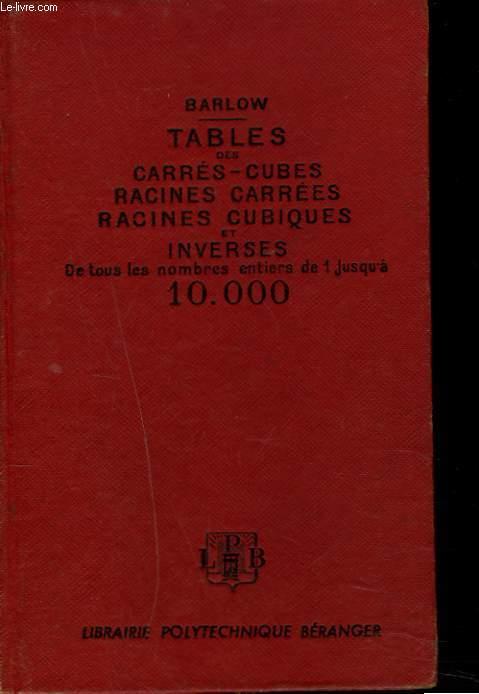 Le-livre.com
BARLOW
TABLES
DES
CARRÉS-CUBES
RACINES CARRÉES
RACINES CUBIQUES
ET
INVERSES
De tous les nombres entiers de 1 jusqu'à
10.000
L P B
LIBRAIRIE POLYTECHNIQUE BÉRANGER